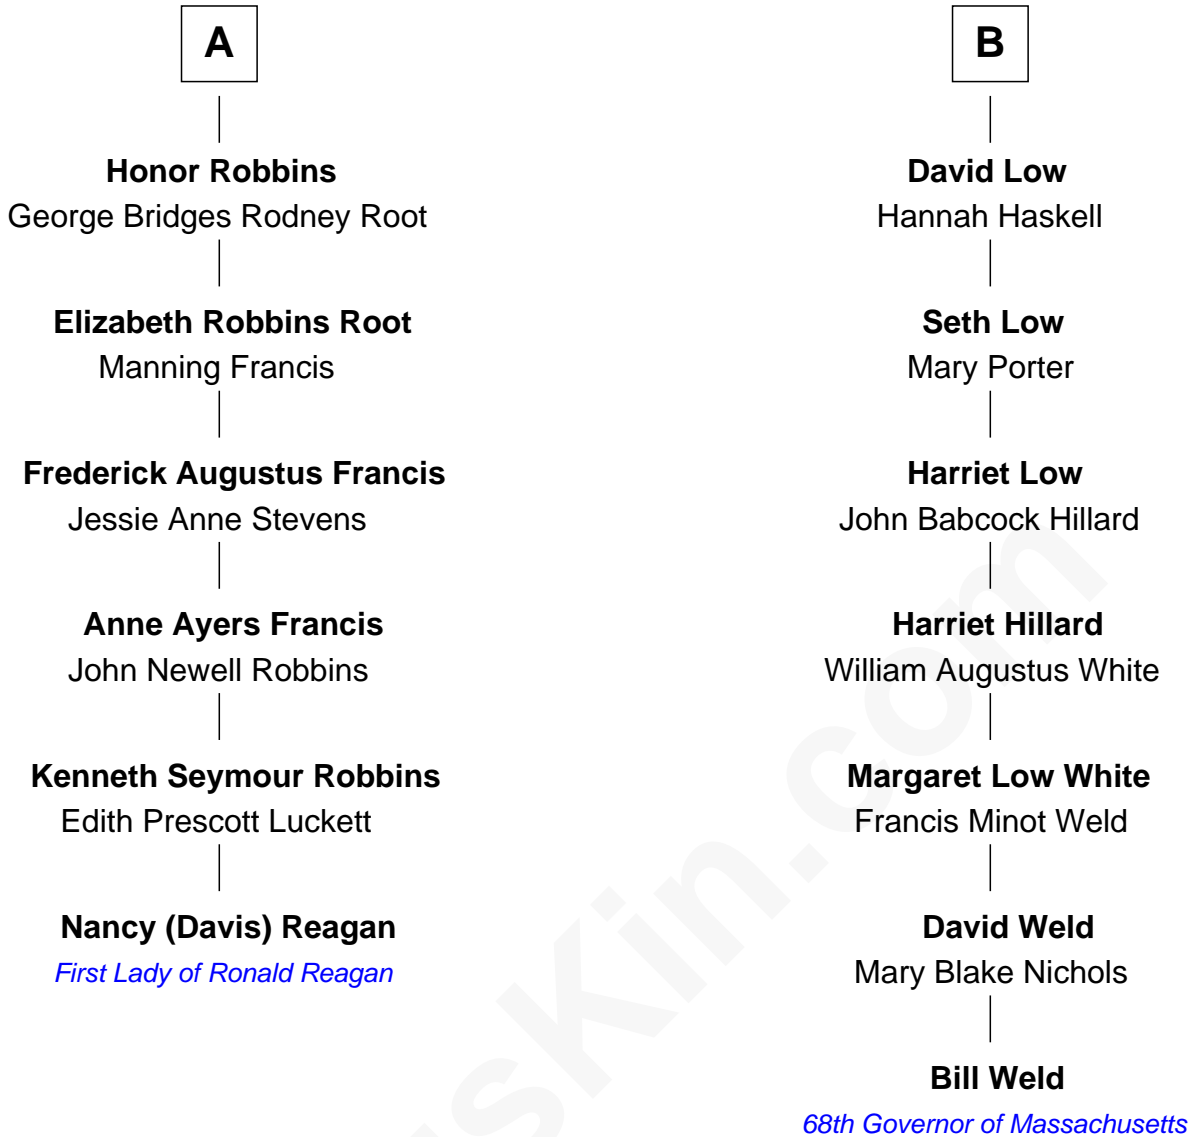 A
Honor Robbins
George Bridges Rodney Root
Elizabeth Robbins Root
Manning Francis
Frederick Augustus Francis
Jessie Anne Stevens
Anne Ayers Francis
John Newell Robbins
Kenneth Seymour Robbins
Edith Prescott Luckett
Nancy (Davis) Reagan
First Lady of Ronald Reagan
B
David Low
Hannah Haskell
Seth Low
Mary Porter
Harriet Low
John Babcock Hillard
Harriet Hillard
William Augustus White
Margaret Low White
Francis Minot Weld
David Weld
Mary Blake Nichols
Bill Weld
68th Governor of Massachusetts